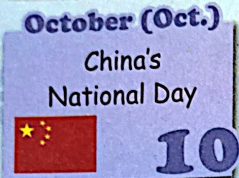 October (Oct.)
China's
National Day
10